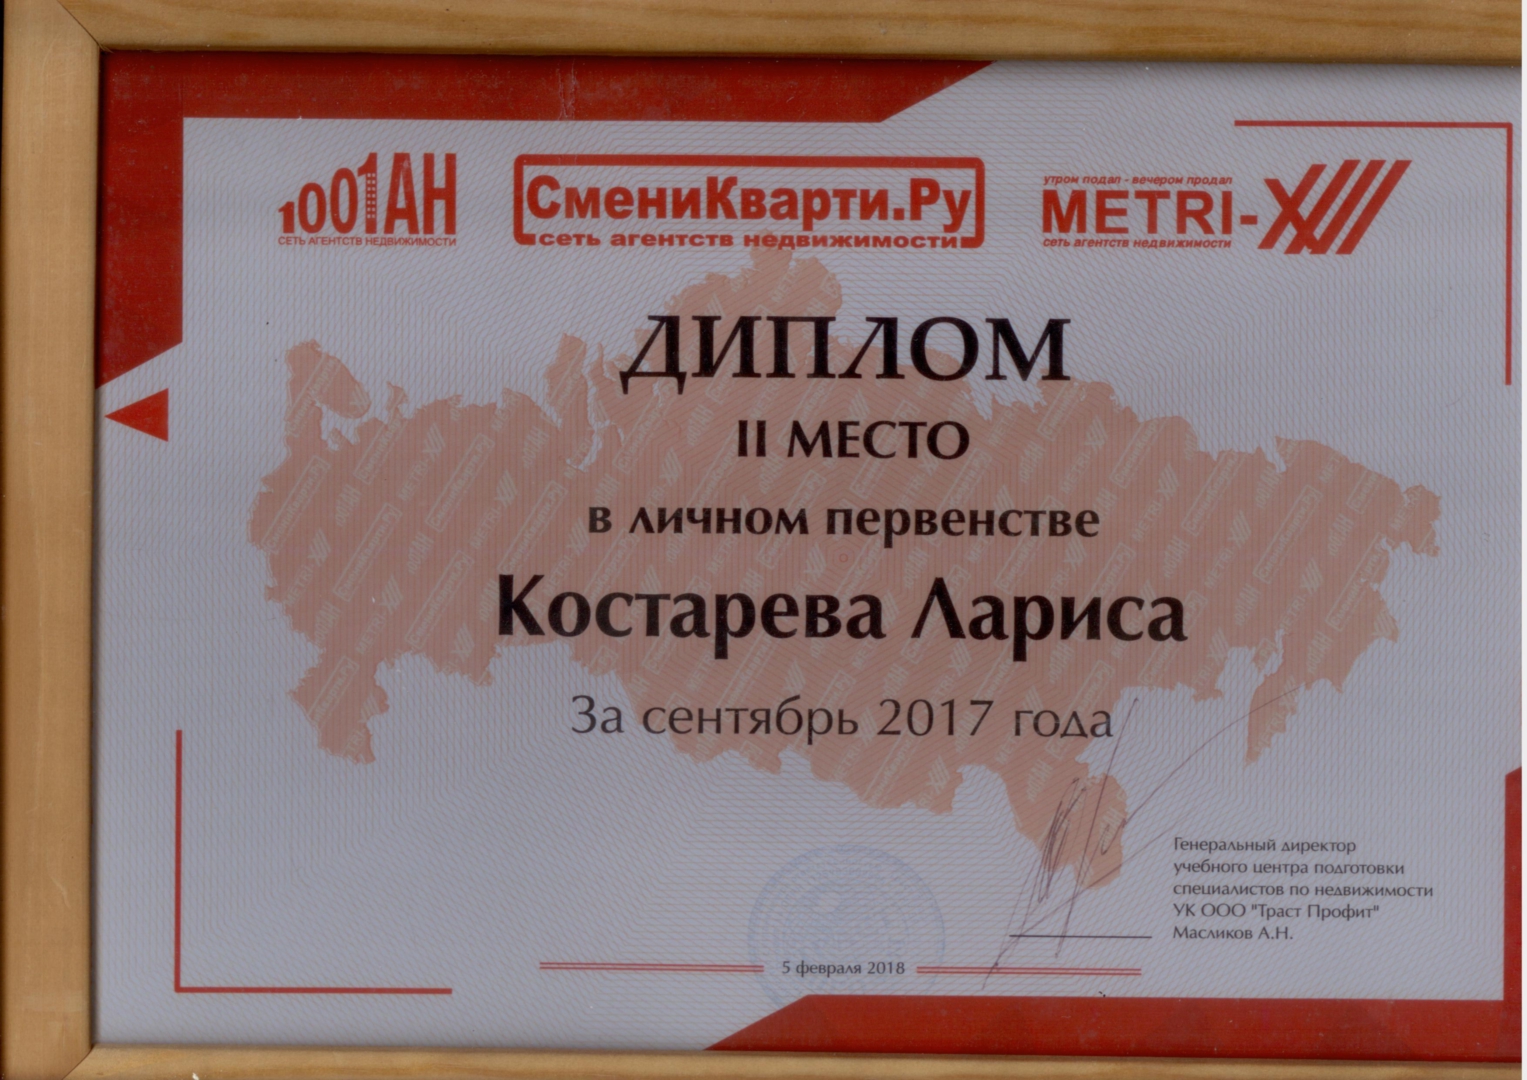 1001АН
СЕТЬ АГЕНТСТВ НЕДВИЖИМОСТИ
СмениКварти.Ру
сеть агентств недвижимости
утром подал - вечером продал
METRI-X
сеть агентств недвижимости
ДИПЛОМ
II МЕСТО
в личном первенстве
Костарева Лариса
За сентябрь 2017 года
Генеральный директор
учебного центра подготовки
специалистов по недвижимости
УК ООО "Траст Профит"
Масликов А.Н.
5 февраля 2018